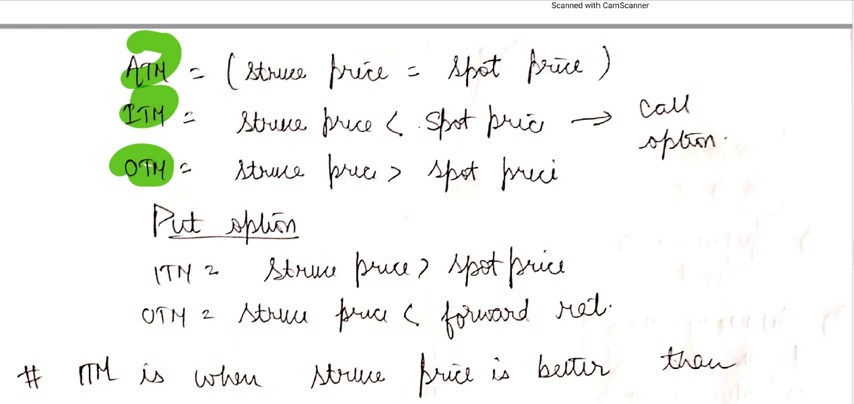 Scanned with CamScanner
ATM = (strike price = spot price)
ITM = strike price < spot price → call option.
OTM = strike price > spot price
Put option
ITM = strike price > spot price
OTM = strike price < forward rat.
# ITM is when strike price is better than